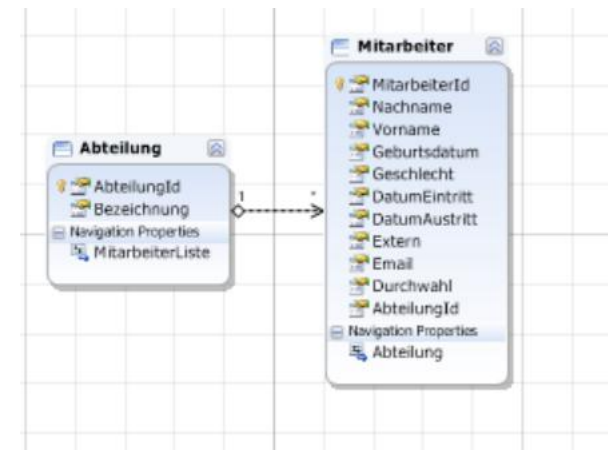 Abteilung
AbteilungId
Bezeichnung
Navigation Properties
MitarbeiterListe
1
*
Mitarbeiter
MitarbeiterId
Nachname
Vorname
Geburtsdatum
Geschlecht
DatumEintritt
DatumAustritt
Extern
Email
Durchwahl
AbteilungId
Navigation Properties
Abteilung